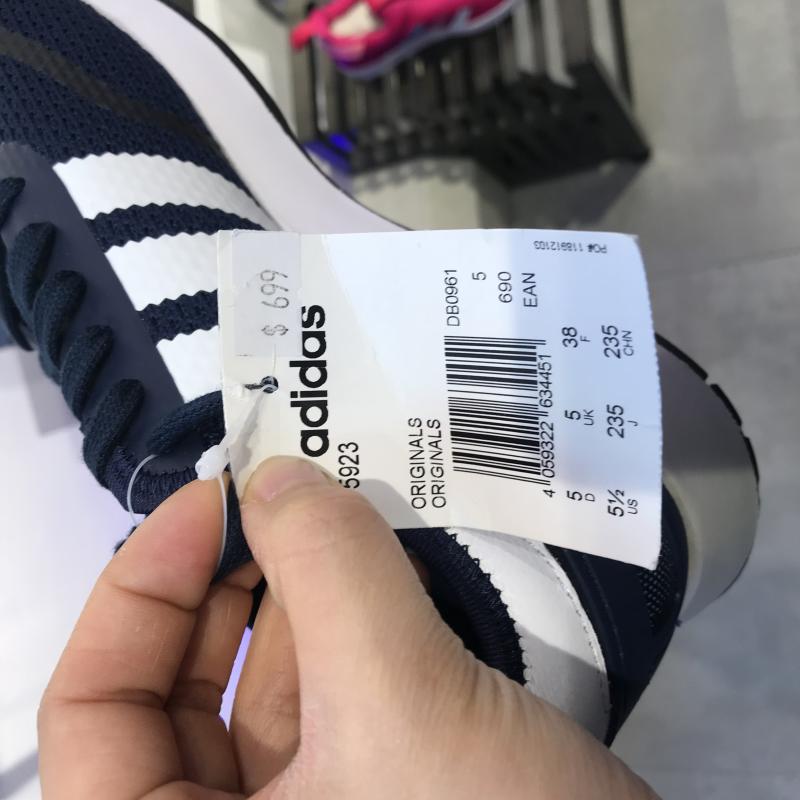 $ 699
adidas
5923
ORIGINALS
ORIGINALS
DB0961
5
690
EAN
4 059322 634451
5 D
5 UK
38 F
5½ US
235 J
235 CHN
PO# 118912103